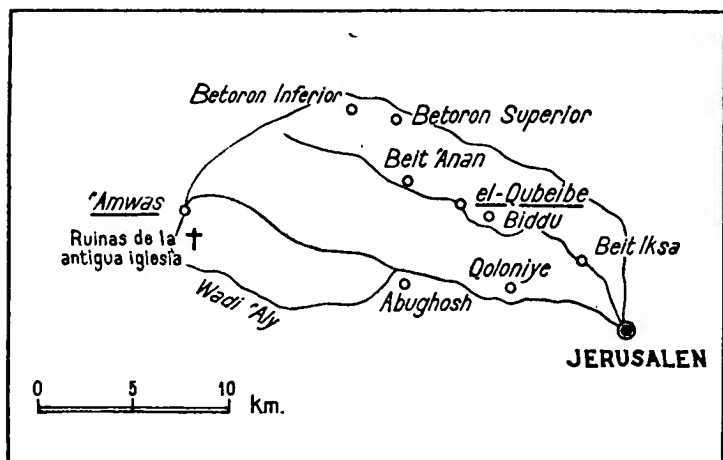 Betoron Inferior
Betoron Superior
Beit 'Anan
el-Qubeibe
Biddu
'Amwas
Ruinas de la
antigua iglesia
Beit Iksa
Qoloniye
Wadi 'Aly
Abughosh
JERUSALEN
0 5 10
km.